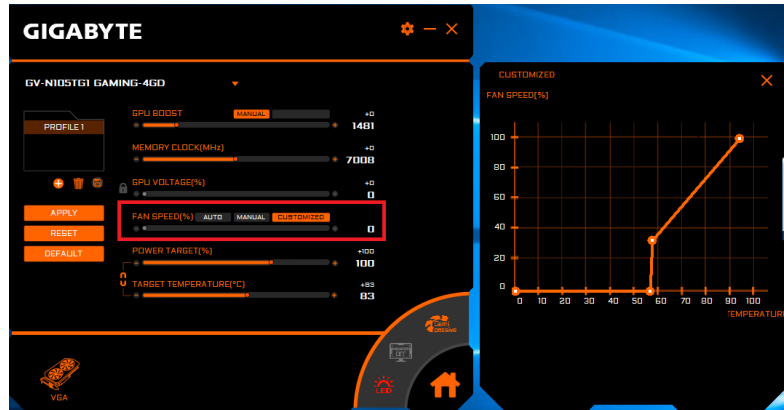 GIGABYTE
GV-N105TG1 GAMING-4GD
PROFILE 1
APPLY
RESET
DEFAULT
GPU BOOST MANUAL +0
1481
MEMORY CLOCK(MHz) +0
7008
GPU VOLTAGE(%) +0
0
FAN SPEED(%) AUTO MANUAL CUSTOMIZED
0
POWER TARGET(%) +100
100
TARGET TEMPERATURE(°C) +83
83
SEMI
PASSIVE
OFF
LED
VGA
CUSTOMIZED
FAN SPEED[%]
100
80
60
40
20
0
0 10 20 30 40 50 60 70 80 90 100
TEMPERATURE